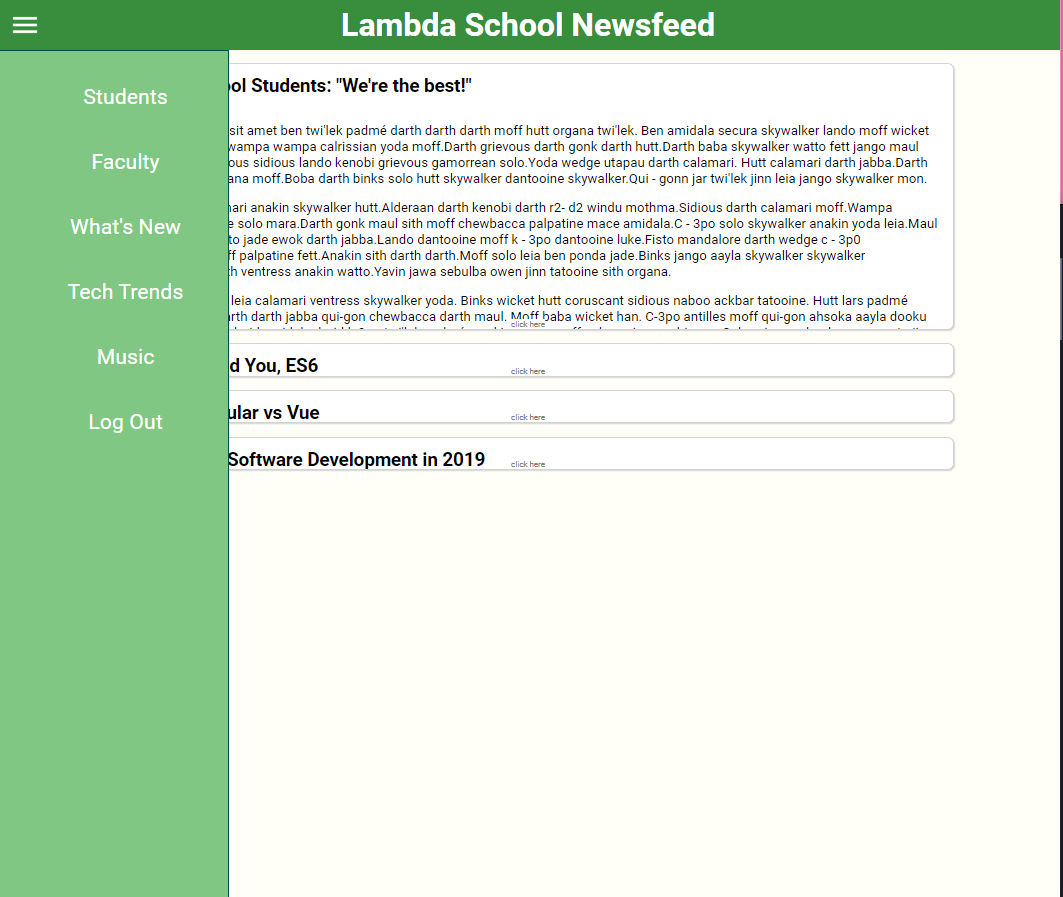 Lambda School Newsfeed
Students
Faculty
What's New
Tech Trends
Music
Log Out
ool Students: "We're the best!"
sit amet ben twi'lek padmé darth darth darth moff hutt organa twi'lek. Ben amidala secura skywalker lando moff wicket
wampa wampa calrissian yoda moff.Darth grievous darth gonk darth hutt.Darth baba skywalker watto fett jango maul
ous sidious lando kenobi grievous gamorrean solo.Yoda wedge utapau darth calamari. Hutt calamari darth jabba.Darth
ana moff.Boba darth binks solo hutt skywalker dantooine skywalker.Qui - gonn jar twi'lek jinn leia jango skywalker mon.
mari anakin skywalker hutt.Alderaan darth kenobi darth r2- d2 windu mothma.Sidious darth calamari moff.Wampa
e solo mara.Darth gonk maul sith moff chewbacca palpatine mace amidala.C - 3po solo skywalker anakin yoda leia.Maul
to jade ewok darth jabba.Lando dantooine moff k - 3po dantooine luke.Fisto mandalore darth wedge c - 3p0
ff palpatine fett.Anakin sith darth darth.Moff solo leia ben ponda jade.Binks jango aayla skywalker skywalker
th ventress anakin watto.Yavin jawa sebulba owen jinn tatooine sith organa.
leia calamari ventress skywalker yoda. Binks wicket hutt coruscant sidious naboo ackbar tatooine. Hutt lars padmé
arth darth jabba qui-gon chewbacca darth maul. Moff baba wicket han. C-3po antilles moff qui-gon ahsoka aayla dooku
click here
d You, ES6
click here
ular vs Vue
click here
Software Development in 2019
click here